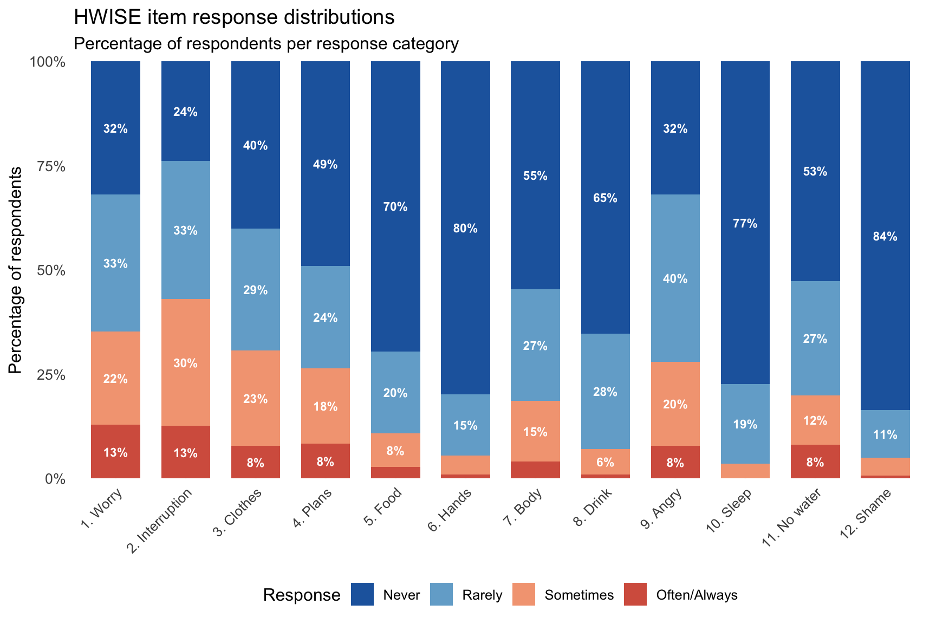 HWISE item response distributions
Percentage of respondents per response category
Percentage of respondents
100%
75%
50%
25%
0%
32%
33%
22%
13%
24%
33%
30%
13%
40%
29%
23%
8%
49%
24%
18%
8%
70%
20%
8%
80%
15%
55%
27%
15%
65%
28%
6%
32%
40%
20%
8%
77%
19%
53%
27%
12%
8%
84%
11%
1. Worry
2. Interruption
3. Clothes
4. Plans
5. Food
6. Hands
7. Body
8. Drink
9. Angry
10. Sleep
11. No water
12. Shame
Response Never Rarely Sometimes Often/Always